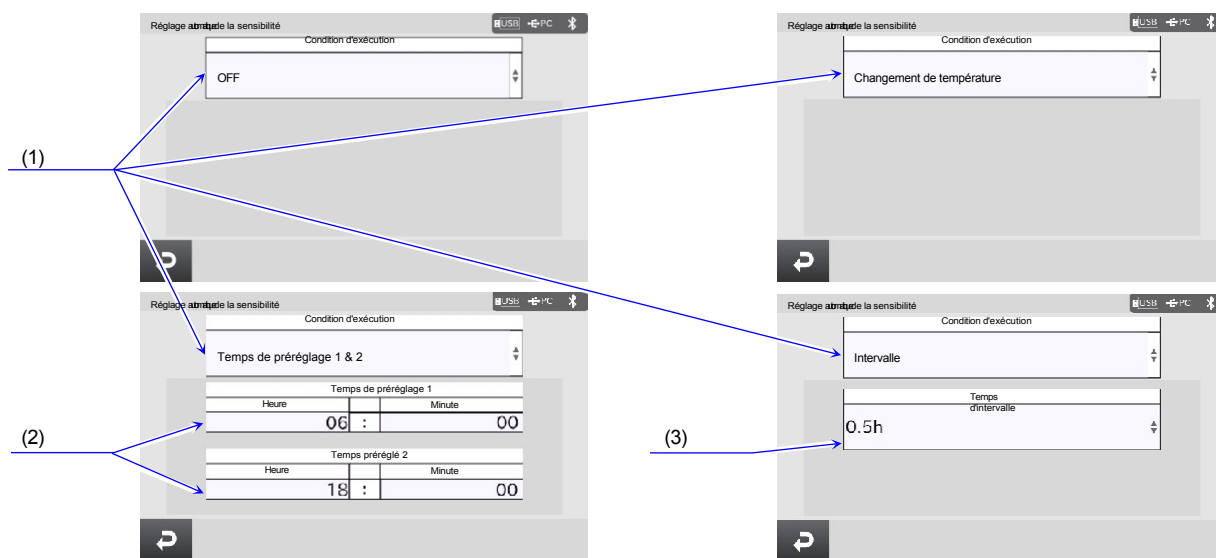 Réglage automatique de la sensibilité
USB PC
Condition d'exécution
OFF
Réglage automatique de la sensibilité
USB PC
Condition d'exécution
Changement de température
(1)
Réglage automatique de la sensibilité
USB PC
Condition d'exécution
Temps de préréglage 1 & 2
Temps de préréglage 1
Heure Minute
06 : 00
Temps préréglé 2
Heure Minute
18 : 00
(2)
Réglage automatique de la sensibilité
USB PC
Condition d'exécution
Intervalle
Temps
d'intervalle
0.5h
(3)